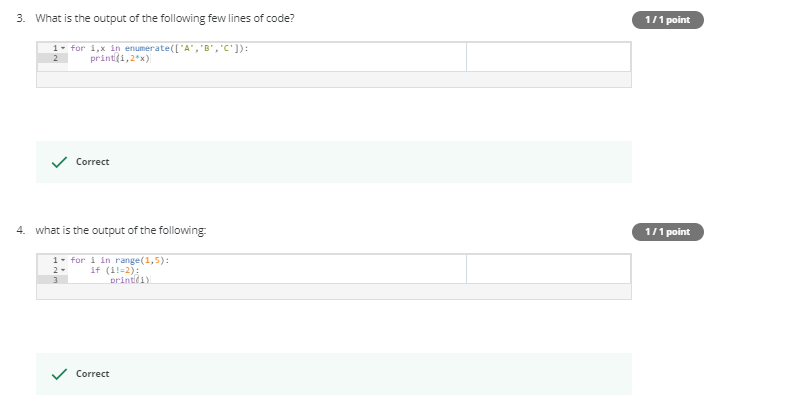 3. What is the output of the following few lines of code?
1/1 point
1 for i,x in enumerate(['A','B','C']):
2 print(i,2*x)
Correct
4. what is the output of the following:
1/1 point
1 for i in range(1,5):
2 if (i!=2):
3 print(i)
Correct